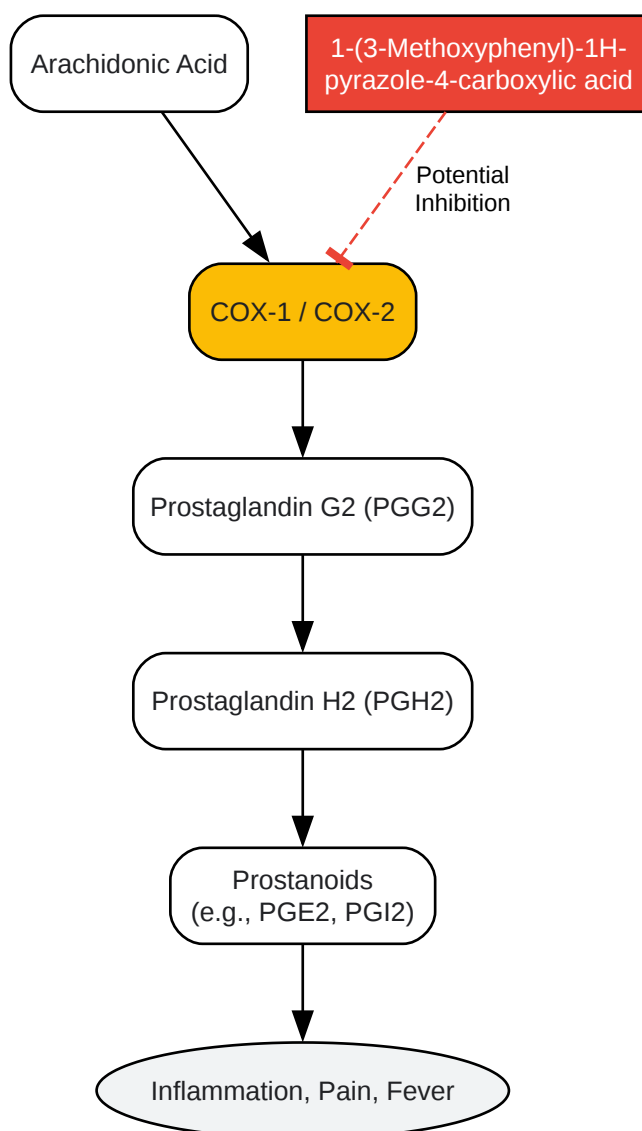 Arachidonic Acid
1-(3-Methoxyphenyl)-1H-
pyrazole-4-carboxylic acid
Potential
Inhibition
COX-1 / COX-2
Prostaglandin G2 (PGG2)
Prostaglandin H2 (PGH2)
Prostanoids
(e.g., PGE2, PGI2)
Inflammation, Pain, Fever